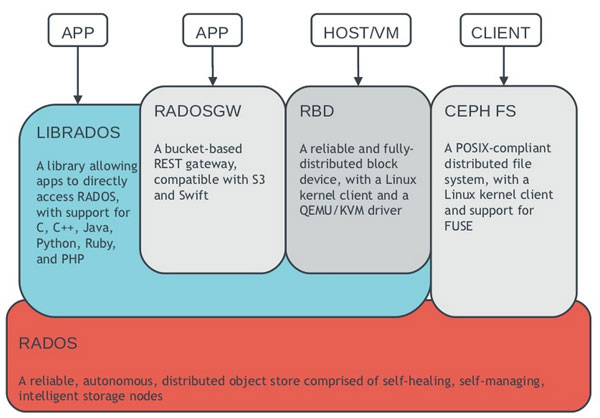 APP
APP
HOST/VM
CLIENT
LIBRADOS
A library allowing
apps to directly
access RADOS,
with support for
C, C++, Java,
Python, Ruby,
and PHP
RADOSGW
A bucket-based
REST gateway,
compatible with S3
and Swift
RBD
A reliable and fully-
distributed block
device, with a Linux
kernel client and a
QEMU/KVM driver
CEPH FS
A POSIX-compliant
distributed file
system, with a
Linux kernel client
and support for
FUSE
RADOS
A reliable, autonomous, distributed object store comprised of self-healing, self-managing,
intelligent storage nodes